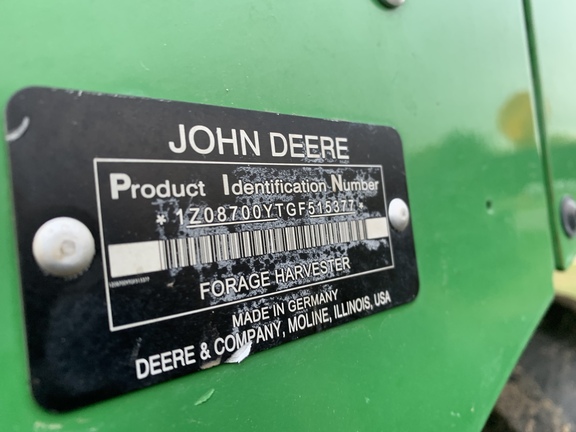 JOHN DEERE
Product Identification Number
*1Z08700YTGF515377*
FORAGE HARVESTER
MADE IN GERMANY
DEERE & COMPANY, MOLINE, ILLINOIS, USA